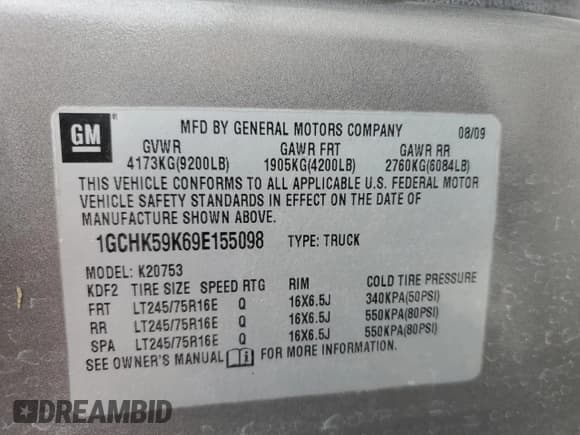 GM
MFD BY GENERAL MOTORS COMPANY 08/09
GVWR GAWR FRT GAWR RR
4173KG(9200LB) 1905KG(4200LB) 2760KG(6084LB)
THIS VEHICLE CONFORMS TO ALL APPLICABLE U.S. FEDERAL MOTOR
VEHICLE SAFETY STANDARDS IN EFFECT ON THE DATE OF
MANUFACTURE SHOWN ABOVE.
1GCHK59K69E155098 TYPE: TRUCK
MODEL: K20753
KDF2 TIRE SIZE SPEED RTG RIM COLD TIRE PRESSURE
FRT LT245/75R16E Q 16X6.5J 340KPA(50PSI)
RR LT245/75R16E Q 16X6.5J 550KPA(80PSI)
SPA LT245/75R16E Q 16X6.5J 550KPA(80PSI)
SEE OWNER'S MANUAL i FOR MORE INFORMATION.
DREAMBID